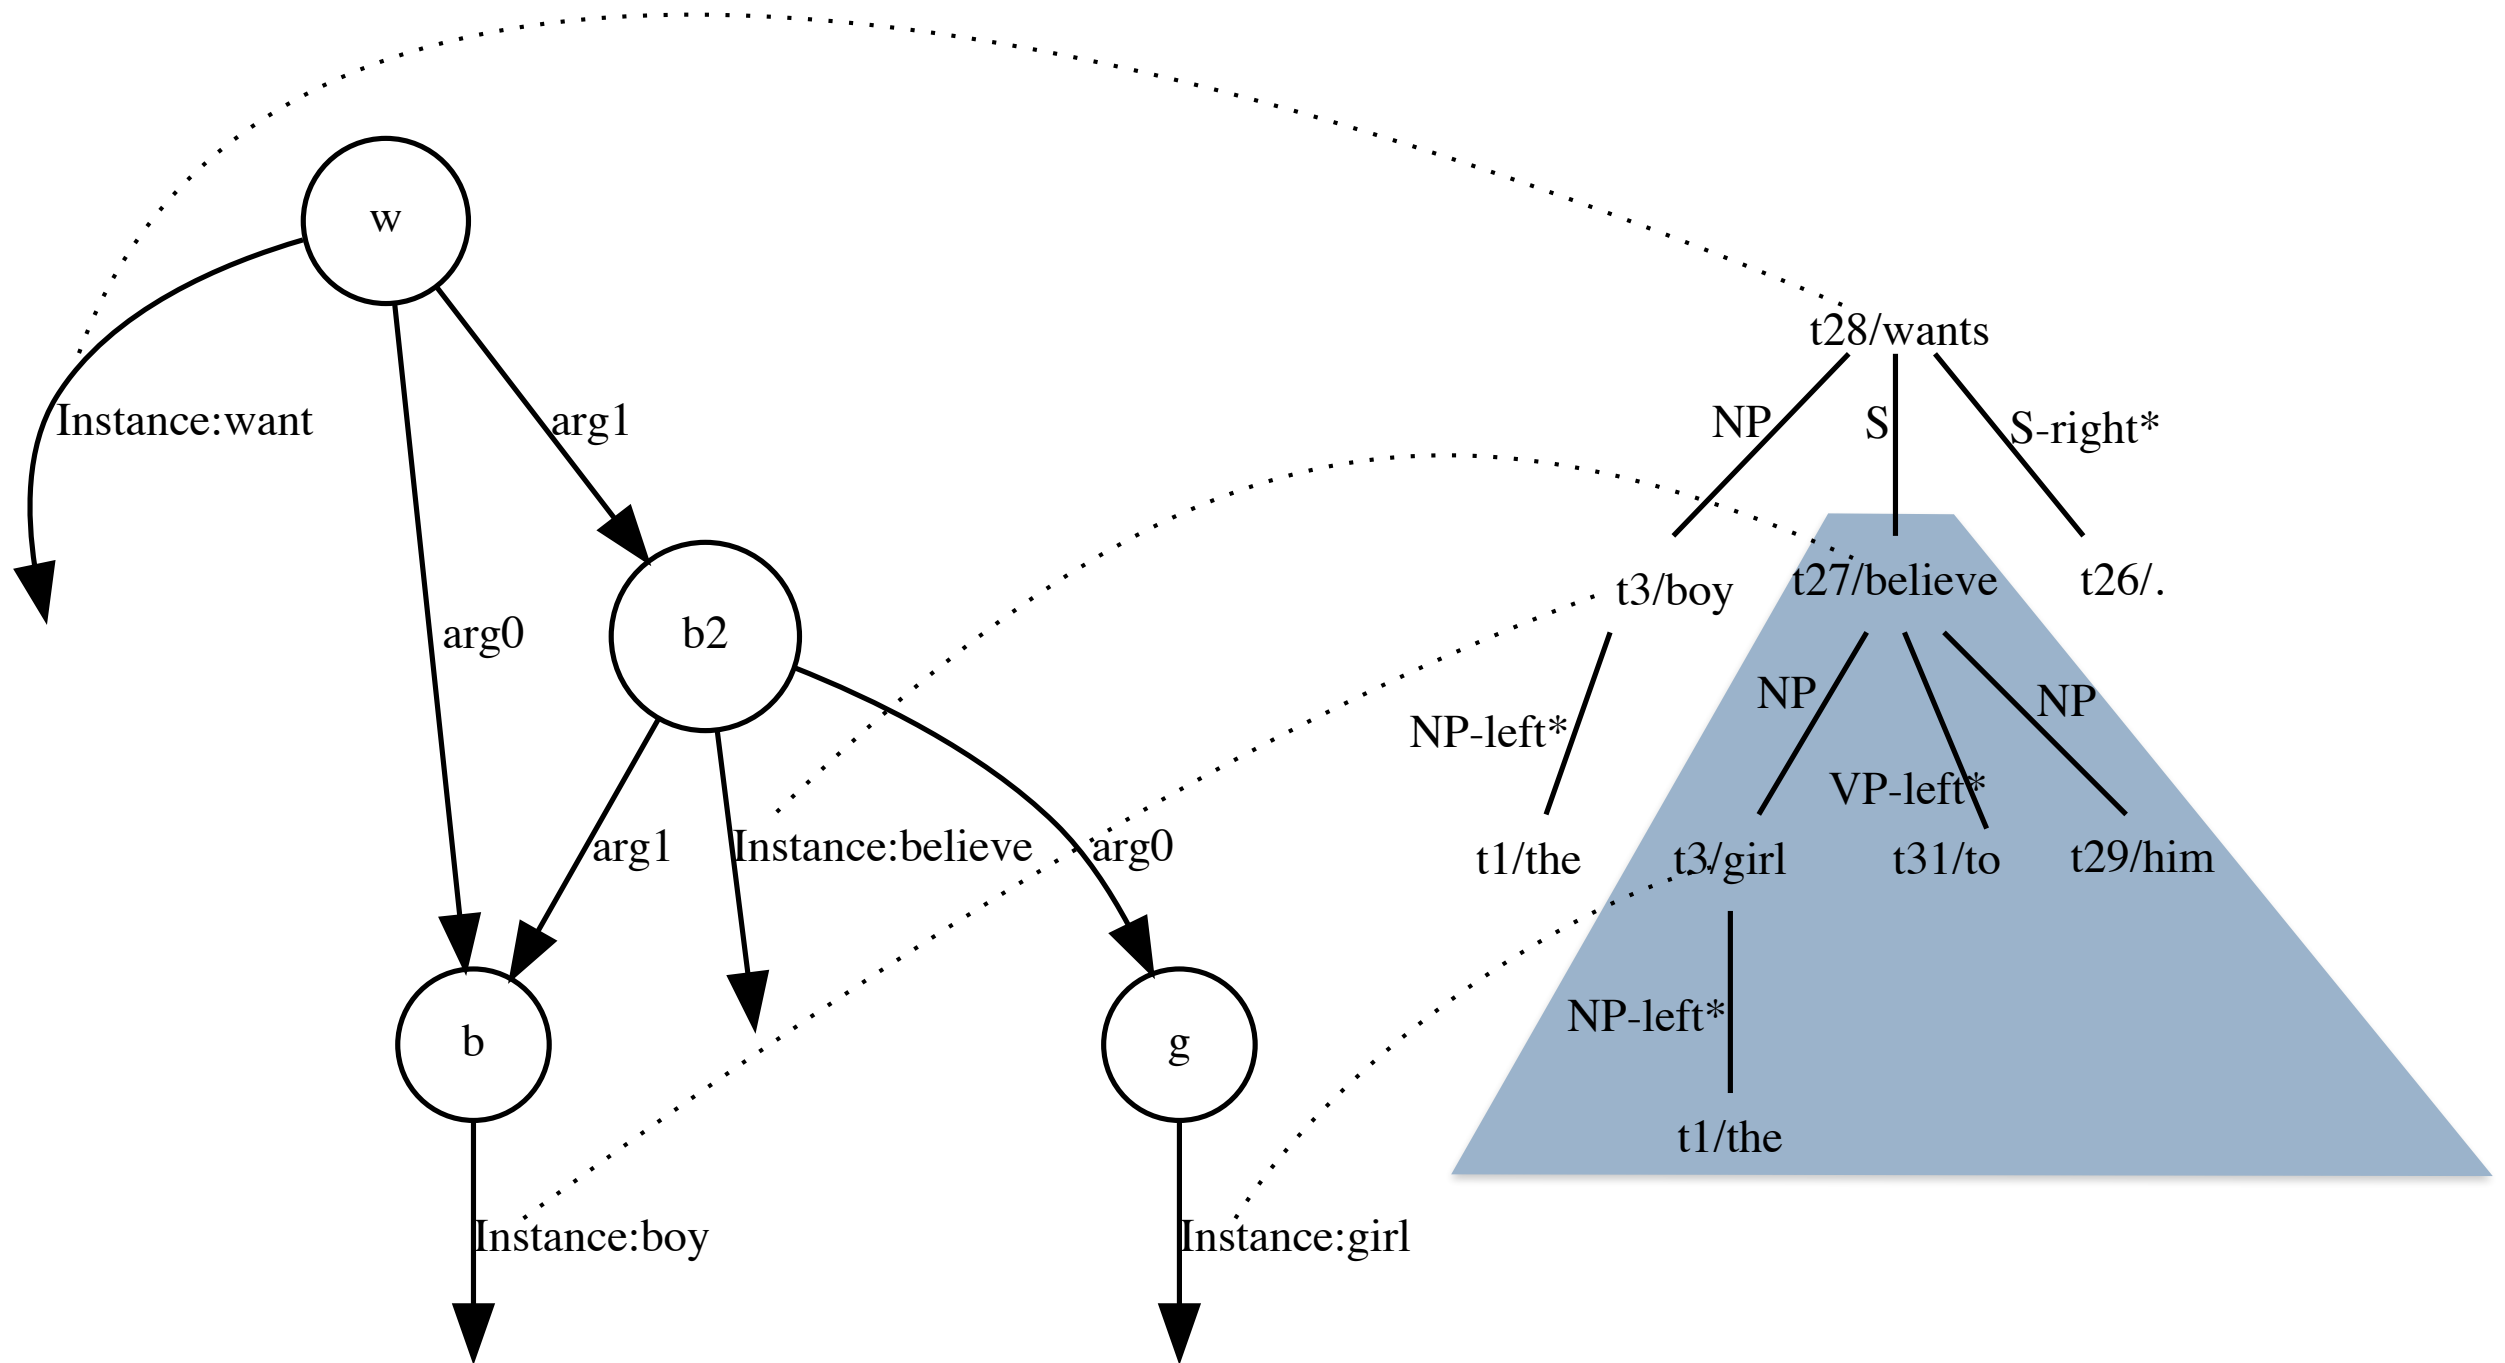 w
t28/wants
Instance:want
arg1
NP
S
S-right*
arg0
b2
t3/boy
t27/believe
t26/.
NP-left*
NP
NP
VP-left*
arg1
Instance:believe
arg0
t1/the
t3/girl
t31/to
t29/him
NP-left*
b
g
t1/the
Instance:boy
Instance:girl